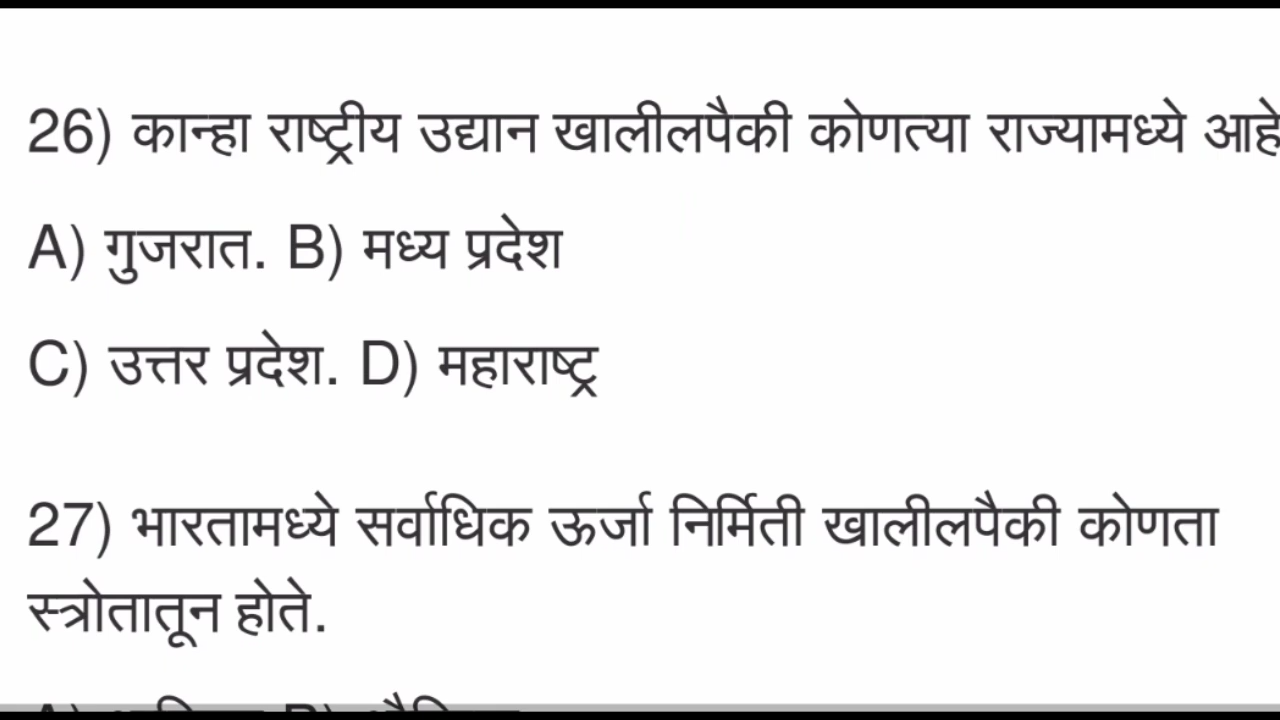 26) कान्हा राष्ट्रीय उद्यान खालीलपैकी कोणत्या राज्यामध्ये आहे
A) गुजरात. B) मध्य प्रदेश
C) उत्तर प्रदेश. D) महाराष्ट्र
27) भारतामध्ये सर्वाधिक ऊर्जा निर्मिती खालीलपैकी कोणता
स्त्रोतातून होते.